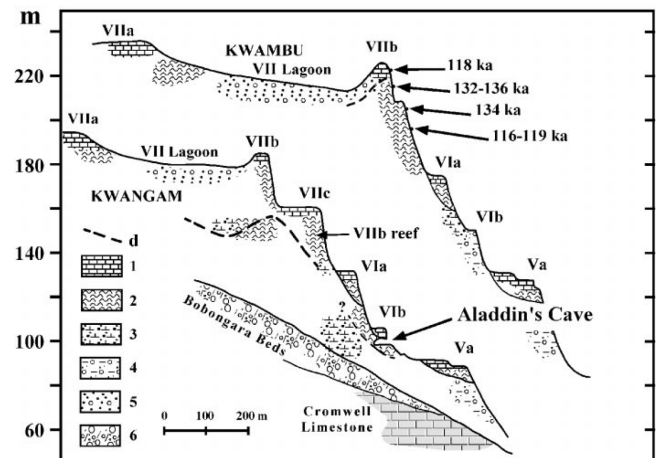 m
VIIa
KWAMBU
VIIb
VII Lagoon
118 ka
220
132-136 ka
134 ka
VIIa
116-119 ka
VII Lagoon
VIIb
VIa
180
KWANGAM
VIIc
VIb
d
VIIb reef
140
1
VIa
Va
2
?
VIb
Aladdin's Cave
3
100
Bobongara Beds
Va
4
5
0 100 200 m
Cromwell
Limestone
60
6